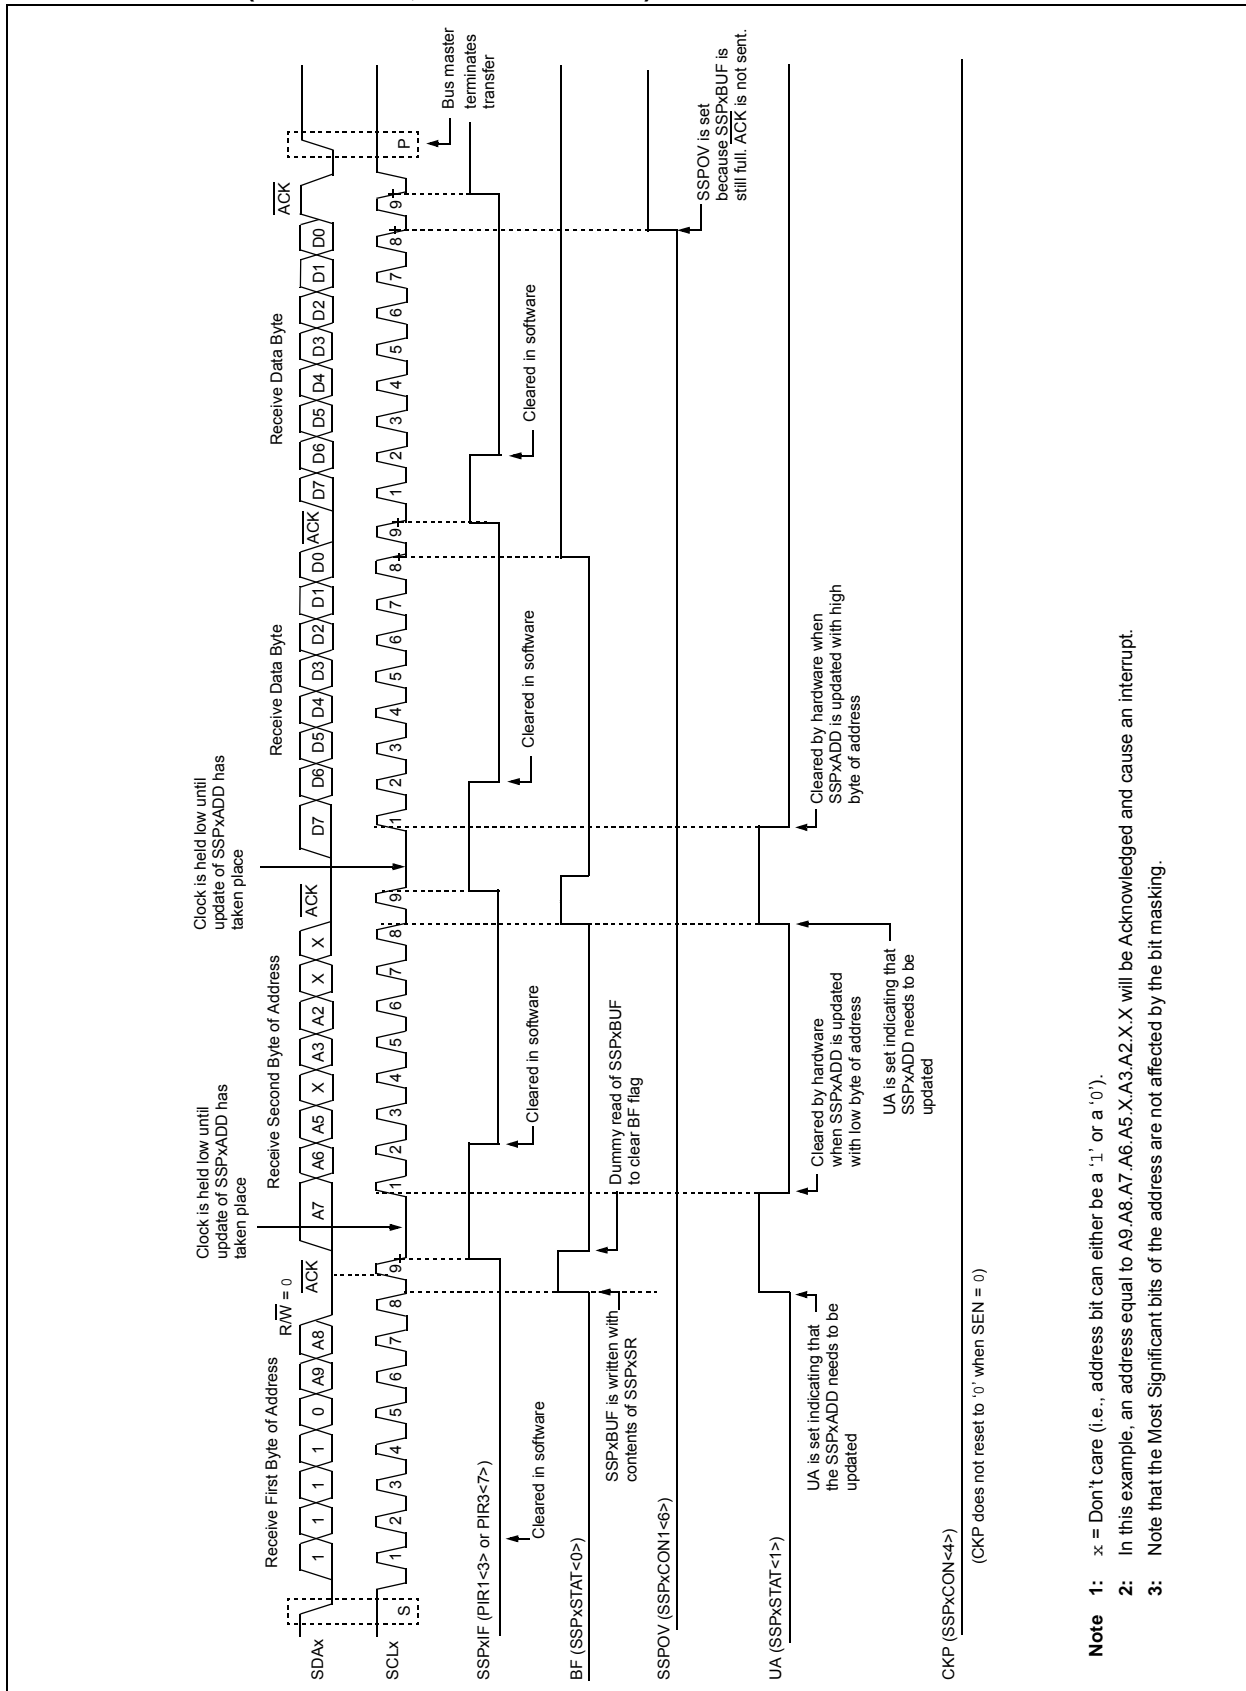 Clock is held low until
update of SSPxADD has
taken place
Clock is held low until
update of SSPxADD has
taken place
Receive First Byte of Address
R/W̅ = 0
Receive Second Byte of Address
Receive Data Byte
Receive Data Byte
A̅C̅K̅
SDAx 1 1 1 1 0 A9 A8 A̅C̅K̅ A7 A6 A5 X A3 A2 X X A̅C̅K̅ D7 D6 D5 D4 D3 D2 D1 D0 A̅C̅K̅ D7 D6 D5 D4 D3 D2 D1 D0
SCLx S 1 2 3 4 5 6 7 8 9 1 2 3 4 5 6 7 8 9 1 2 3 4 5 6 7 8 9 1 2 3 4 5 6 7 8 9 P
Bus master
terminates
transfer
SSPxIF (PIR1<3> or PIR3<7>)
Cleared in software
Cleared in software
Cleared in software
Cleared in software
BF (SSPxSTAT<0>)
SSPxBUF is written with
contents of SSPxSR
Dummy read of SSPxBUF
to clear BF flag
SSPOV (SSPxCON1<6>)
SSPOV is set
because SSPxBUF is
still full. A̅C̅K̅ is not sent.
UA (SSPxSTAT<1>)
UA is set indicating that
the SSPxADD needs to be
updated
Cleared by hardware
when SSPxADD is updated
with low byte of address
UA is set indicating that
SSPxADD needs to be
updated
Cleared by hardware when
SSPxADD is updated with high
byte of address
CKP (SSPxCON<4>)
(CKP does not reset to ‘0’ when SEN = 0)
Note 1: x = Don’t care (i.e., address bit can either be a ‘1’ or a ‘0’).
2: In this example, an address equal to A9.A8.A7.A6.A5.X.A3.A2.X.X will be Acknowledged and cause an interrupt.
3: Note that the Most Significant bits of the address are not affected by the bit masking.